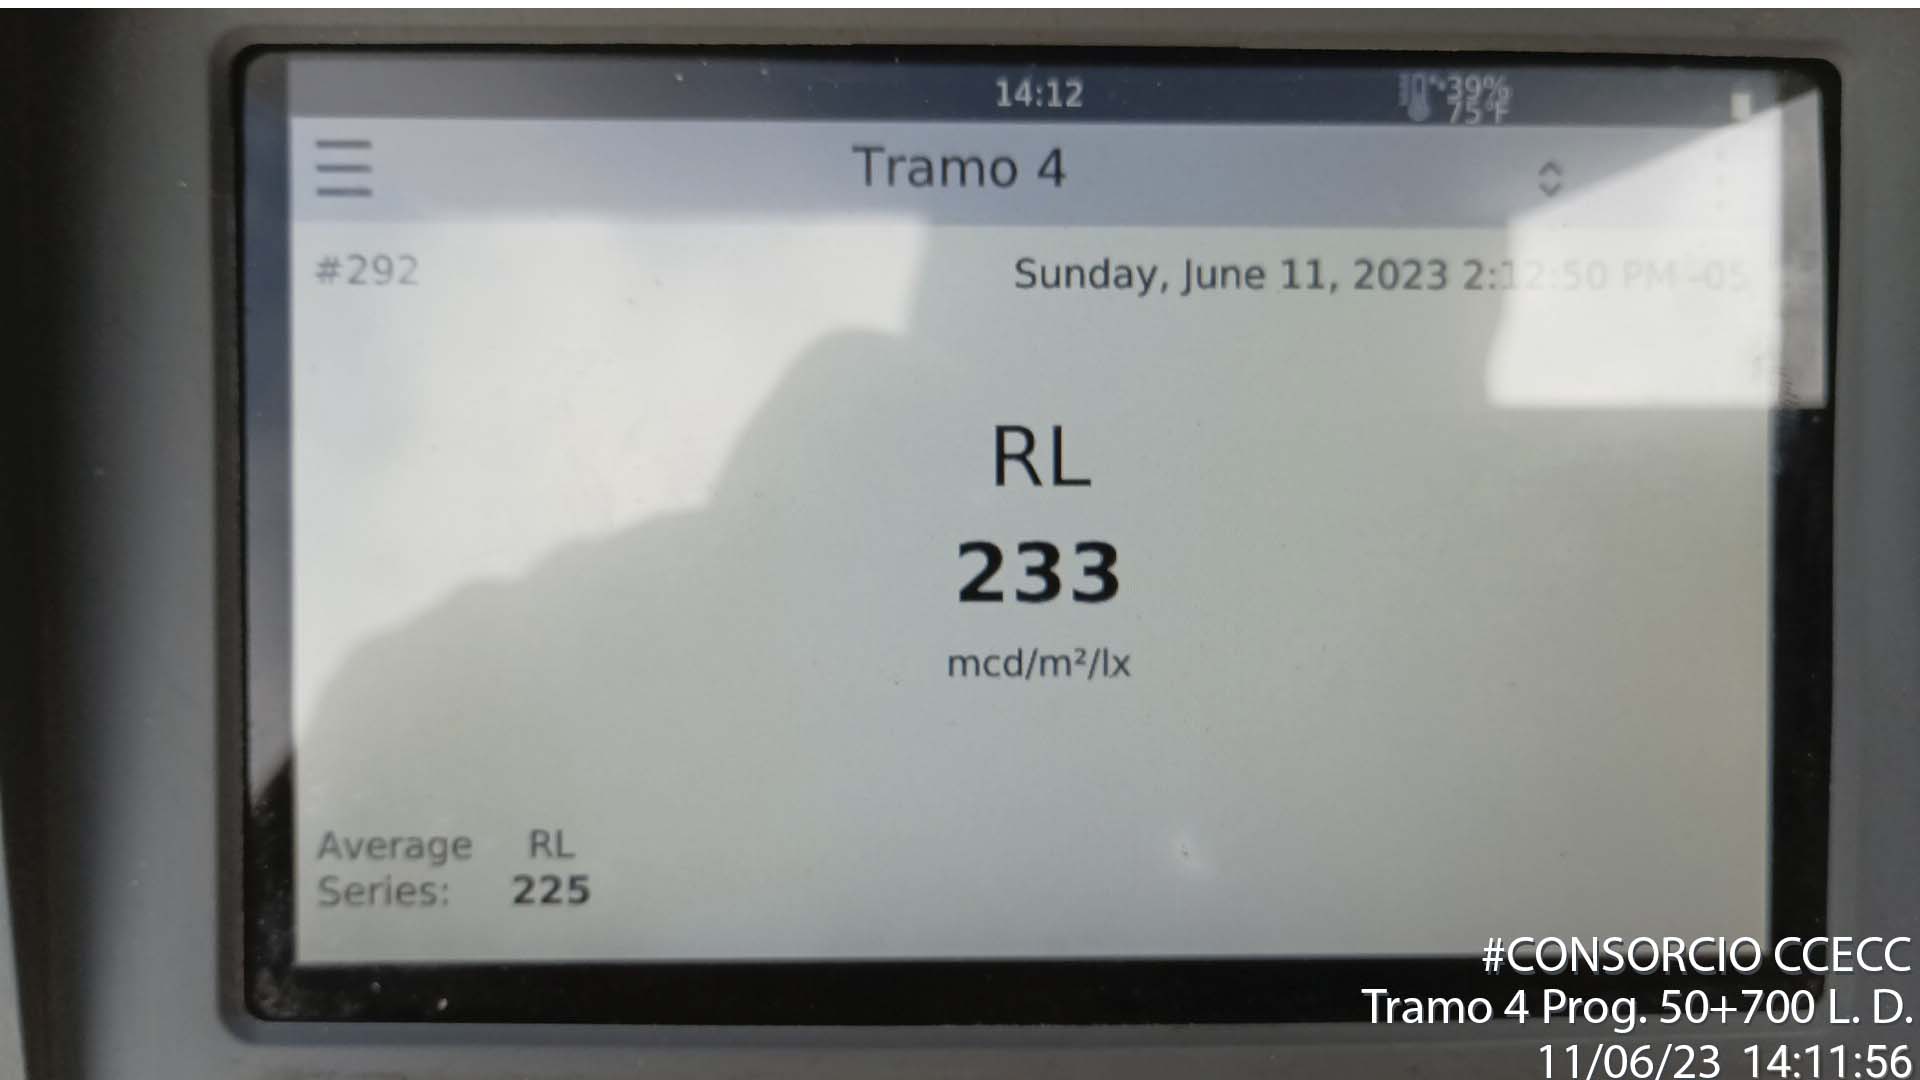 14:12
39%
75°F
Tramo 4
#292
Sunday, June 11, 2023 2:12:50 PM -05
RL
233
mcd/m²/lx
Average RL
Series: 225
#CONSORCIO CCECC
Tramo 4 Prog. 50+700 L. D.
11/06/23 14:11:56